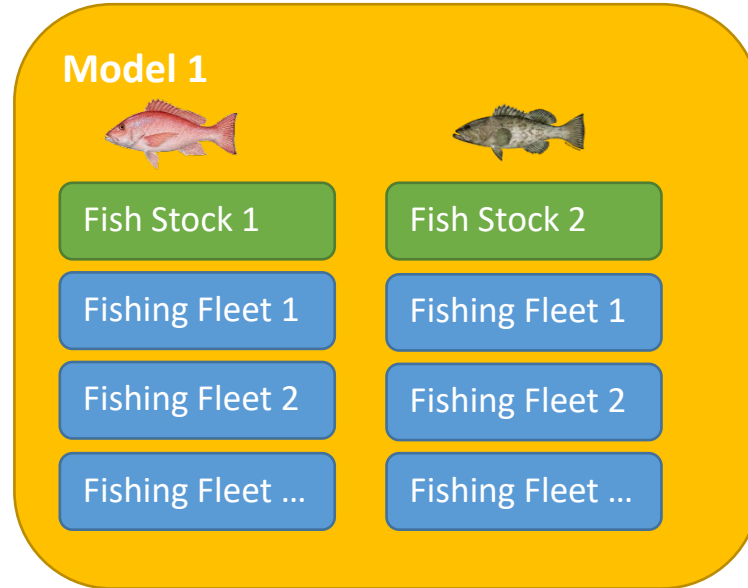 Model 1
Fish Stock 1
Fishing Fleet 1
Fishing Fleet 2
Fishing Fleet ...
Fish Stock 2
Fishing Fleet 1
Fishing Fleet 2
Fishing Fleet ...